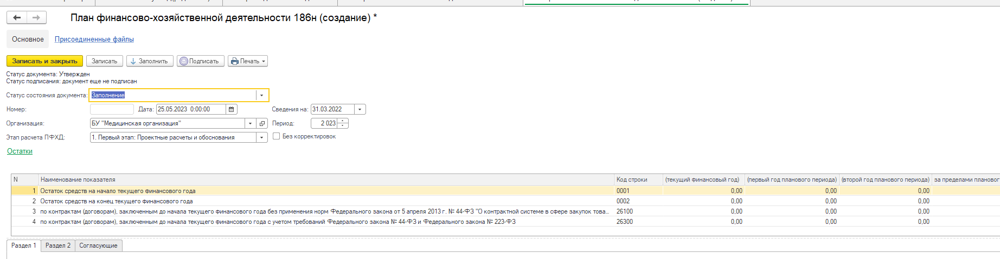 План финансово-хозяйственной деятельности 186н (создание) *
Основное Присоединенные файлы
Записать и закрыть Записать Заполнить Подписать Печать
Статус документа: Утвержден
Статус подписания: документ еще не подписан
Статус состояния документа: Заполнение
Номер: Дата: 25.05.2023 0:00:00 Сведения на: 31.03.2022
Организация: БУ "Медицинская организация" Период: 2 023
Этап расчета ПФХД: 1. Первый этап: Проектные расчеты и обоснования Без корректировок
Остатки
N Наименование показателя Код строки (текущий финансовый год) (первый год планового периода) (второй год планового периода) за пределами плановог
1 Остаток средств на начало текущего финансового года 0001 0,00 0,00 0,00
2 Остаток средств на конец текущего финансового года 0002 0,00 0,00 0,00
3 по контрактам (договорам), заключенным до начала текущего финансового года без применения норм Федерального закона от 5 апреля 2013 г. № 44-ФЗ "О контрактной системе в сфере закупок това... 26100 0,00 0,00 0,00
4 по контрактам (договорам), заключенным до начала текущего финансового года с учетом требований Федерального закона № 44-ФЗ и Федерального закона № 223-ФЗ 26300 0,00 0,00 0,00
Раздел 1 Раздел 2 Согласующие